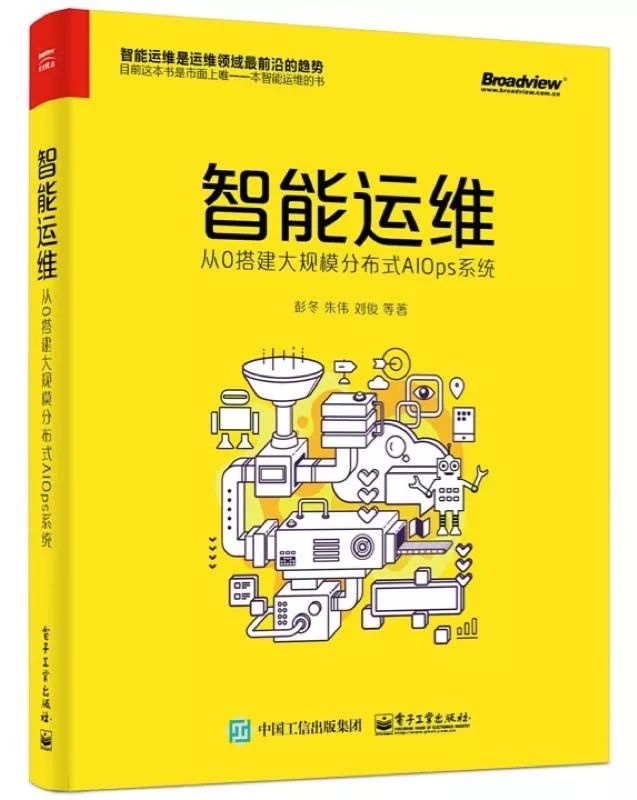 智能运维是运维领域最前沿的趋势
目前这本书是市面上唯一一本智能运维的书
Broadview®
www.broadview.com.cn
智能运维
从0搭建大规模分布式AIOps系统
彭冬 朱伟 刘俊 等著
中国工信出版集团
电子工业出版社
智能运维
从0搭建大规模分布式AIOps系统
电子工业出版社